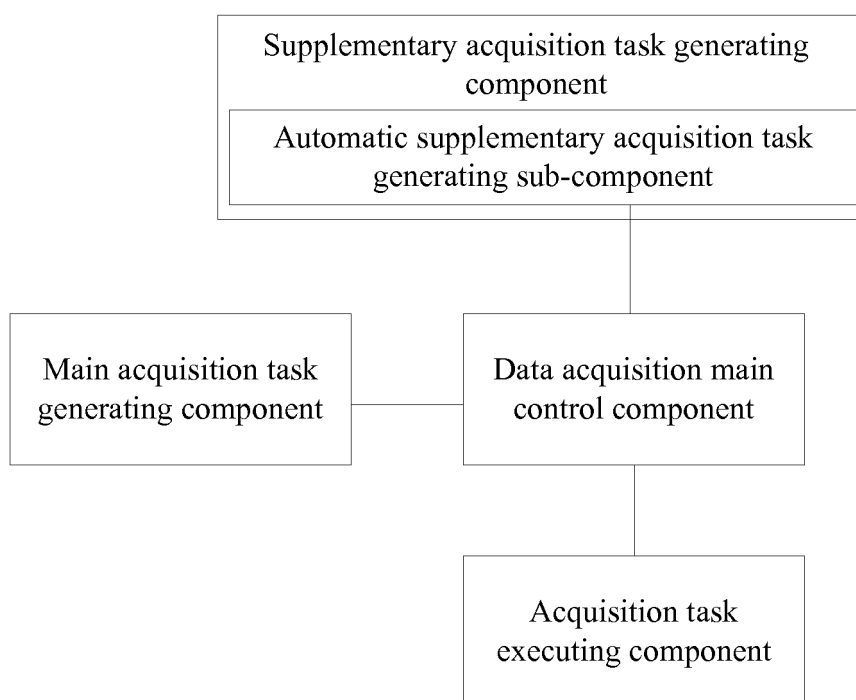 Supplementary acquisition task generating
component
Automatic supplementary acquisition task
generating sub-component
Main acquisition task
generating component
Data acquisition main
control component
Acquisition task
executing component